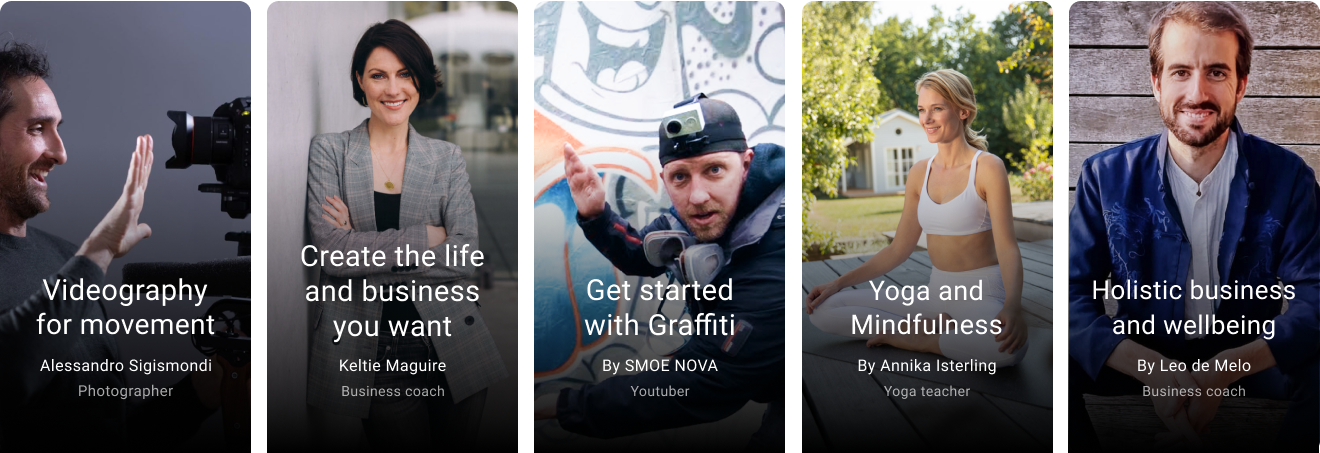 Videography
for movement
Alessandro Sigismondi
Photographer
Create the life
and business
you want
Keltie Maguire
Business coach
Get started
with Graffiti
By SMOE NOVA
Youtuber
Yoga and
Mindfulness
By Annika Isterling
Yoga teacher
Holistic business
and wellbeing
By Leo de Melo
Business coach